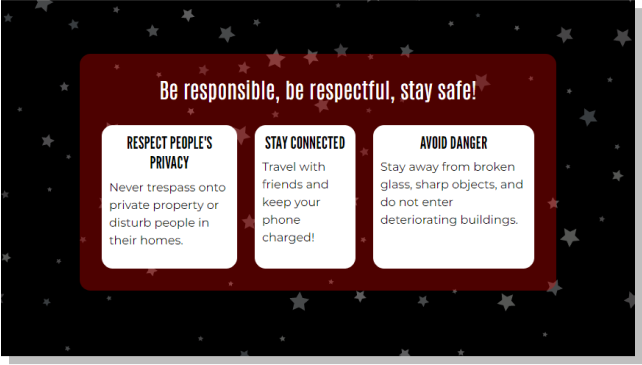 Be responsible, be respectful, stay safe!
RESPECT PEOPLE'S
PRIVACY
Never trespass onto
private property or
disturb people in
their homes.
STAY CONNECTED
Travel with
friends and
keep your
phone
charged!
AVOID DANGER
Stay away from broken
glass, sharp objects, and
do not enter
deteriorating buildings.